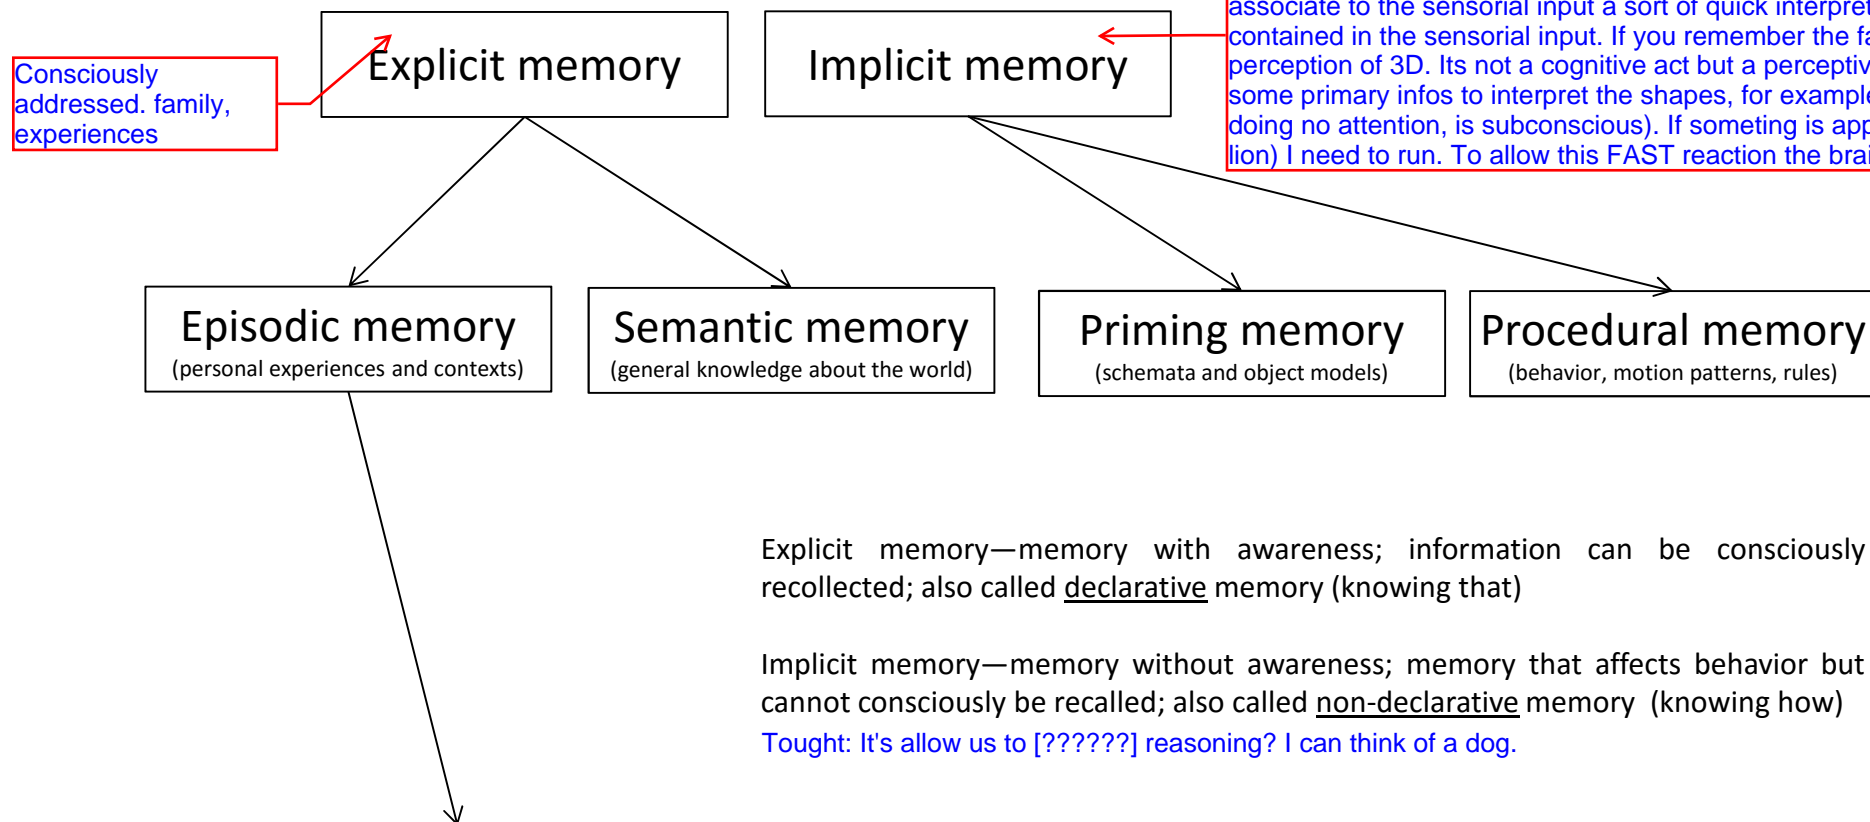 associate to the sensorial input a sort of quick interpret
contained in the sensorial input. If you remember the fa
perception of 3D. Its not a cognitive act but a perceptiv
some primary infos to interpret the shapes, for example
doing no attention, is subconscious). If someting is app
lion) I need to run. To allow this FAST reaction the brai
Consciously
addressed. family,
experiences
Explicit memory
Implicit memory
Episodic memory
(personal experiences and contexts)
Semantic memory
(general knowledge about the world)
Priming memory
(schemata and object models)
Procedural memory
(behavior, motion patterns, rules)
Explicit memory—memory with awareness; information can be consciously
recollected; also called declarative memory (knowing that)
Implicit memory—memory without awareness; memory that affects behavior but
cannot consciously be recalled; also called non-declarative memory (knowing how)
Tought: It's allow us to [??????] reasoning? I can think of a dog.